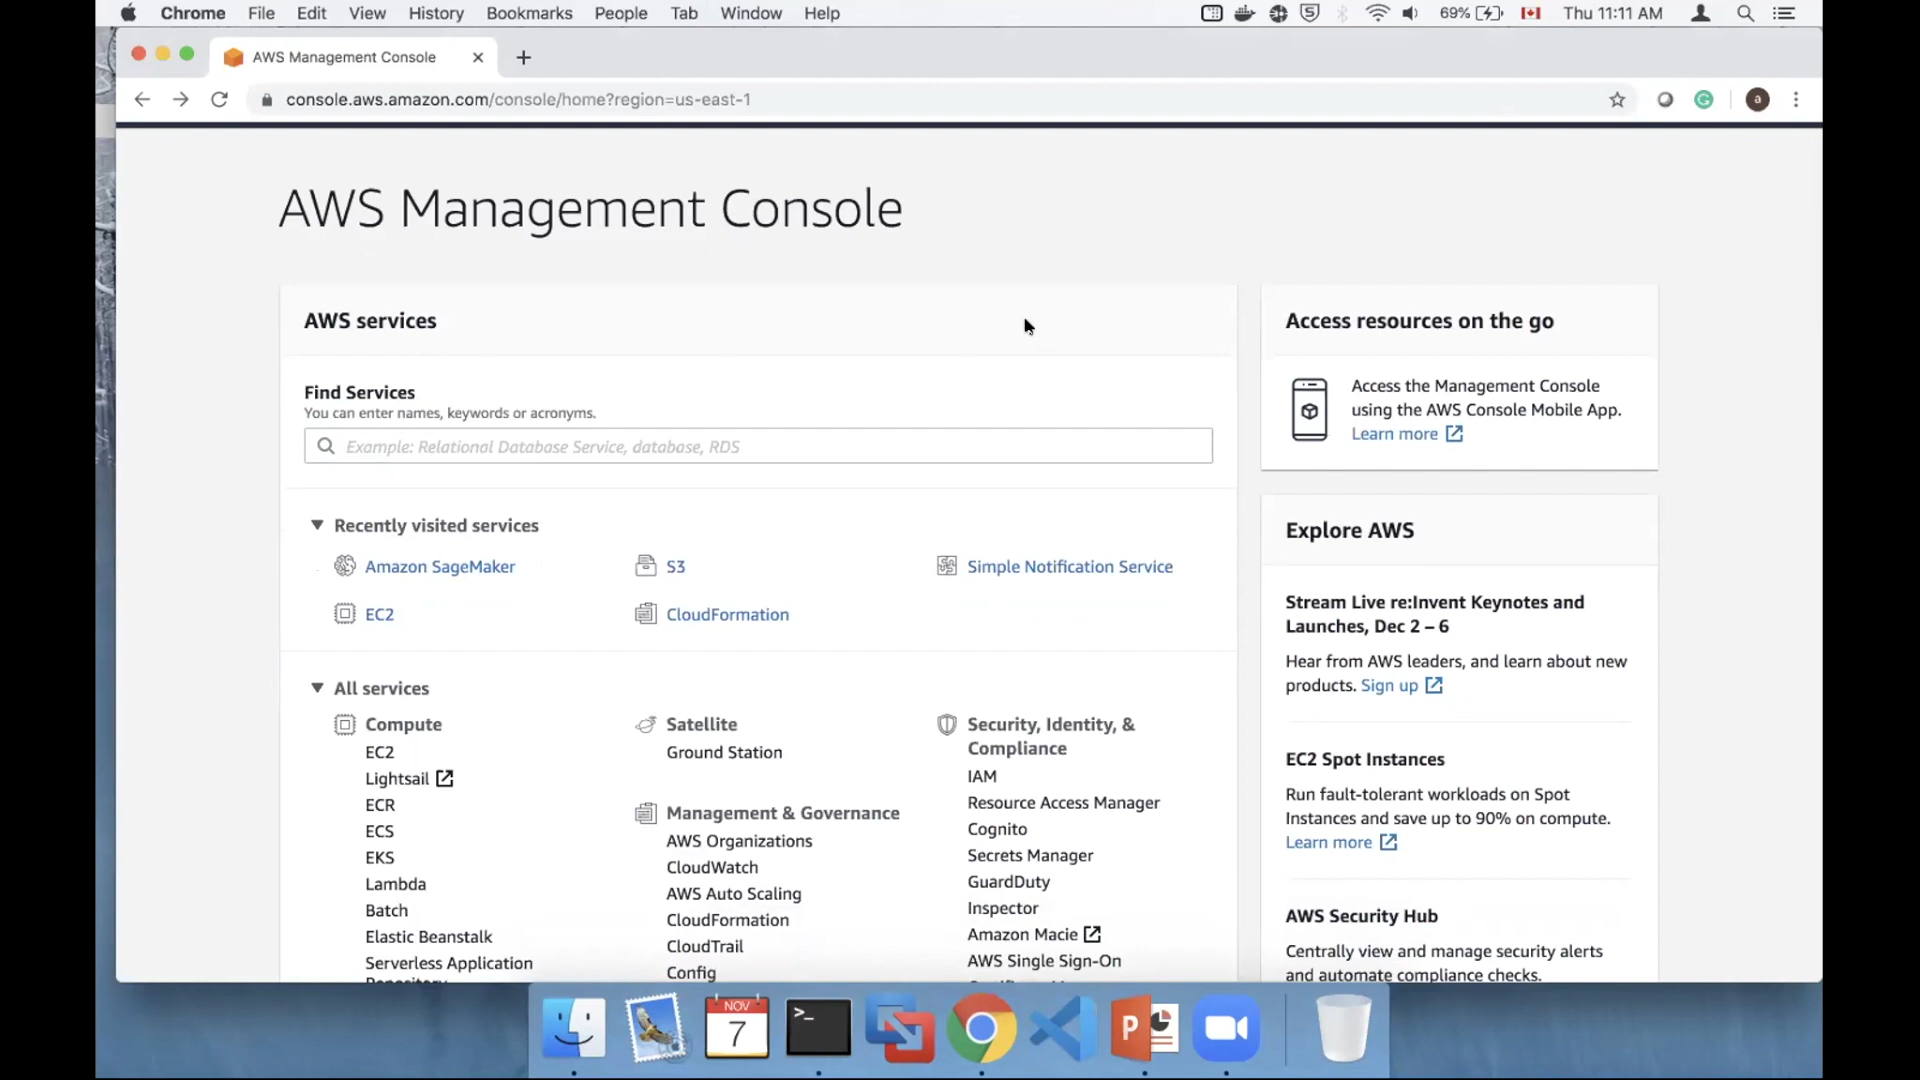 Chrome File Edit View History Bookmarks People Tab Window Help
69%
Thu 11:11 AM
AWS Management Console
console.aws.amazon.com/console/home?region=us-east-1
a
AWS Management Console
AWS services
Find Services
You can enter names, keywords or acronyms.
Example: Relational Database Service, database, RDS
Recently visited services
Amazon SageMaker
S3
Simple Notification Service
EC2
CloudFormation
All services
Compute
EC2
Lightsail
ECR
ECS
EKS
Lambda
Batch
Elastic Beanstalk
Serverless Application
Repository
Satellite
Ground Station
Management & Governance
AWS Organizations
CloudWatch
AWS Auto Scaling
CloudFormation
CloudTrail
Config
Security, Identity, &
Compliance
IAM
Resource Access Manager
Cognito
Secrets Manager
GuardDuty
Inspector
Amazon Macie
AWS Single Sign-On
Access resources on the go
Access the Management Console
using the AWS Console Mobile App.
Learn more
Explore AWS
Stream Live re:Invent Keynotes and
Launches, Dec 2 – 6
Hear from AWS leaders, and learn about new
products. Sign up
EC2 Spot Instances
Run fault-tolerant workloads on Spot
Instances and save up to 90% on compute.
Learn more
AWS Security Hub
Centrally view and manage security alerts
and automate compliance checks.
NOV
7
>_
P